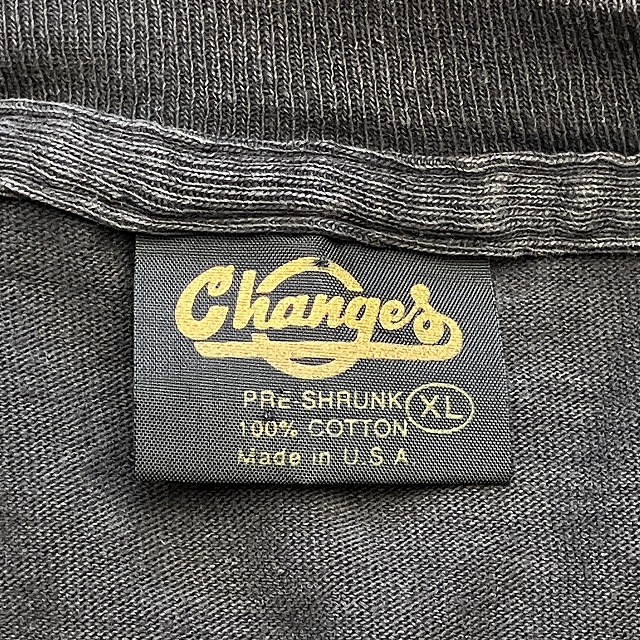 Changes
PRE-SHRUNK XL
100% COTTON
Made in U.S.A.